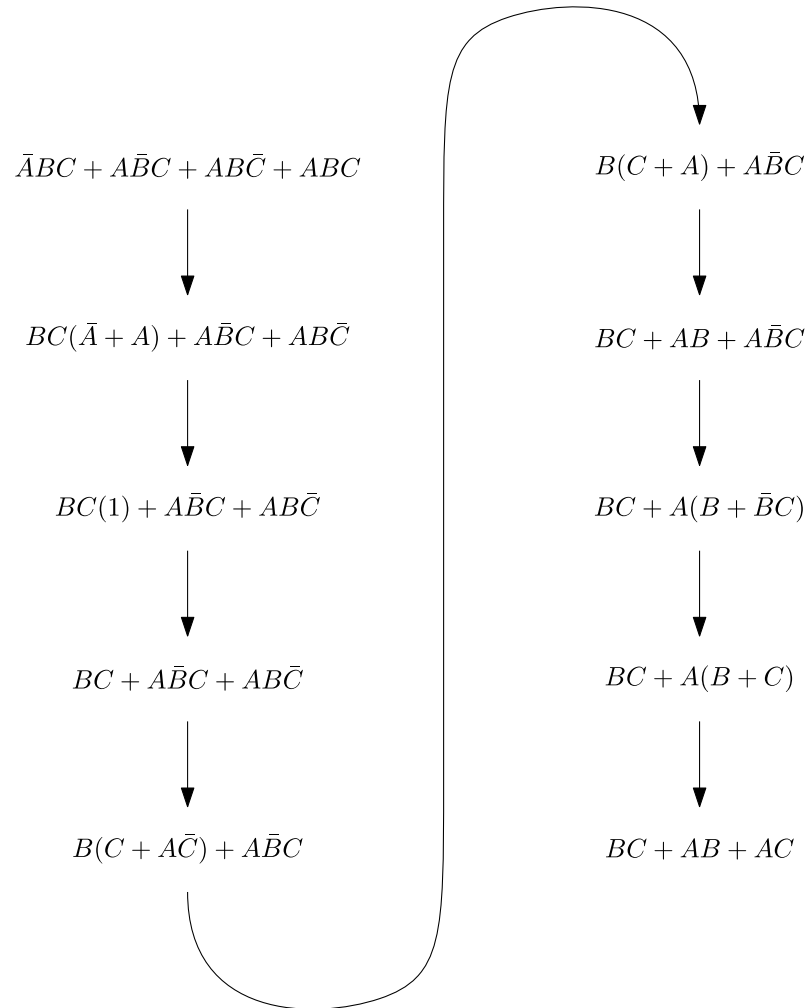 ĀBC + AB̄C + ABC̄ + ABC
BC(Ā + A) + AB̄C + ABC̄
BC(1) + AB̄C + ABC̄
BC + AB̄C + ABC̄
B(C + AC̄) + AB̄C
B(C + A) + AB̄C
BC + AB + AB̄C
BC + A(B + B̄C)
BC + A(B + C)
BC + AB + AC